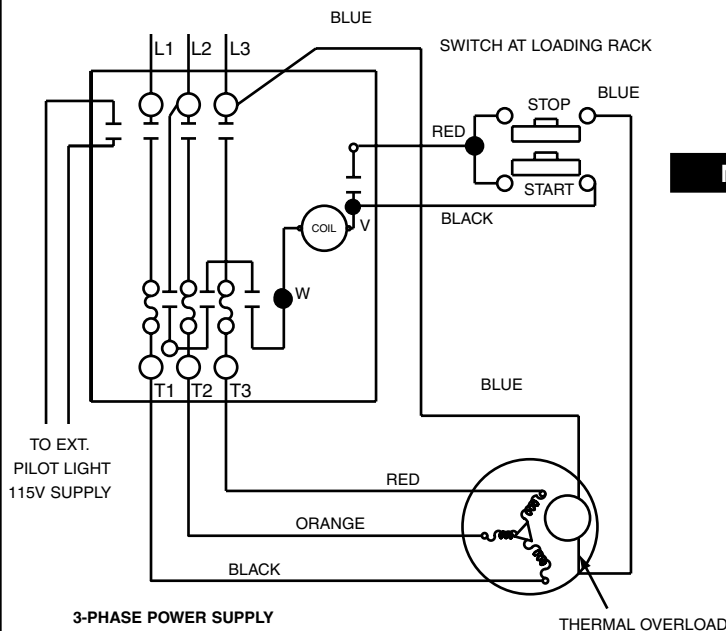 BLUE
L1
L2
L3
SWITCH AT LOADING RACK
STOP
BLUE
RED
START
BLACK
COIL
V
W
T1
T2
T3
BLUE
TO EXT.
PILOT LIGHT
115V SUPPLY
RED
ORANGE
BLACK
3-PHASE POWER SUPPLY
THERMAL OVERLOAD